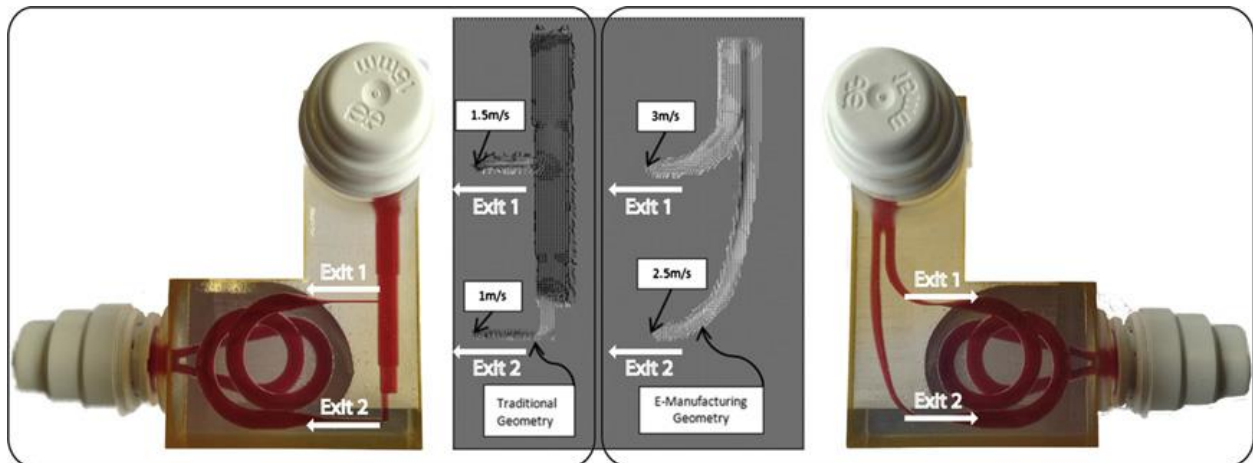 15mm
1.5m/s
Exit 1
1m/s
Exit 2
Traditional
Geometry
3m/s
Exit 1
2.5m/s
Exit 2
E-Manufacturing
Geometry
Exit 1
Exit 2
Exit 1
Exit 2